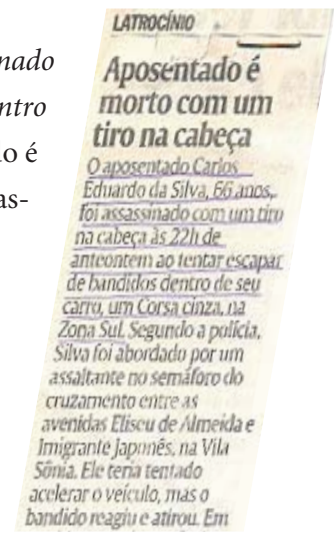 nado
ntro
o é
as-
LATROCÍNIO
Aposentado é
morto com um
tiro na cabeça
O aposentado Carlos
Eduardo da Silva, 66 anos,
foi assassinado com um tiro
na cabeça às 22h de
anteontem ao tentar escapar
de bandidos dentro de seu
carro, um Corsa cinza, na
Zona Sul. Segundo a polícia,
Silva foi abordado por um
assaltante no semáforo do
cruzamento entre as
avenidas Eliseu de Almeida e
Imigrante Japonês, na Vila
Sônia. Ele teria tentado
acelerar o veículo, mas o
bandido reagiu e atirou. Em